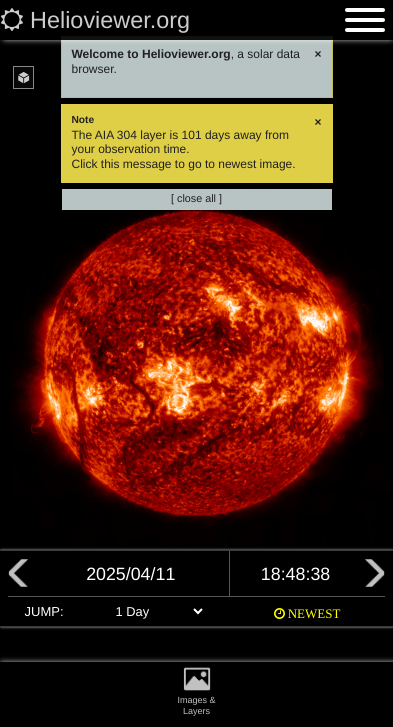 Helioviewer.org
Welcome to Helioviewer.org, a solar data
browser.
×
Note
×
The AIA 304 layer is 101 days away from
your observation time.
Click this message to go to newest image.
[ close all ]
2025/04/11
18:48:38
JUMP:
1 Day
NEWEST
Images &
Layers